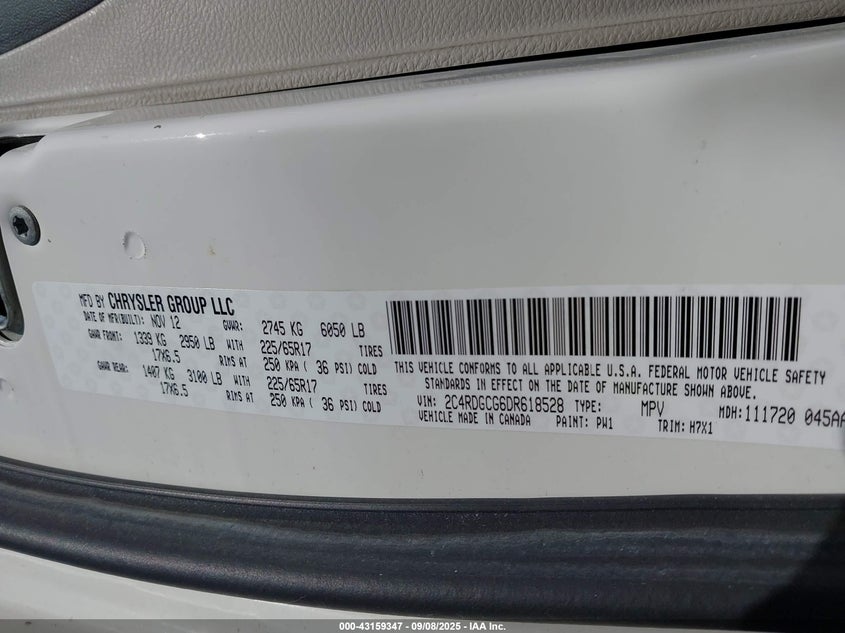 MFD BY CHRYSLER GROUP LLC
DATE OF MFR(BUILT): NOV 12 GVWR: 2745 KG 6050 LB
GAWR FRONT: 1339 KG 2950 LB WITH 225/65R17 TIRES
17X6.5 RIMS AT 250 KPA ( 36 PSI) COLD
GAWR REAR: 1407 KG 3100 LB WITH 225/65R17 TIRES
17X6.5 RIMS AT 250 KPA ( 36 PSI) COLD
THIS VEHICLE CONFORMS TO ALL APPLICABLE U.S.A. FEDERAL MOTOR VEHICLE SAFETY
STANDARDS IN EFFECT ON THE DATE OF MANUFACTURE SHOWN ABOVE.
VIN: 2C4RDGCG6DR618528 TYPE: MPV MDH: 111720 045AA
VEHICLE MADE IN CANADA PAINT: PW1 TRIM: H7X1
000-43159347 - 09/08/2025 - IAA Inc.